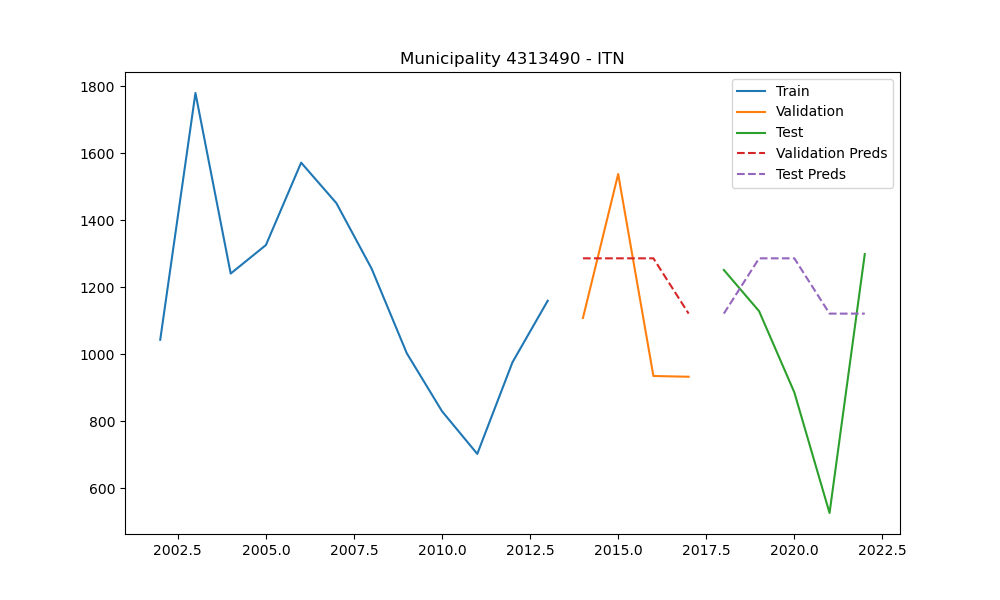 Municipality 4313490 - ITN
1800
1600
1400
1200
1000
800
600
2002.5
2005.0
2007.5
2010.0
2012.5
2015.0
2017.5
2020.0
2022.5
Train
Validation
Test
Validation Preds
Test Preds